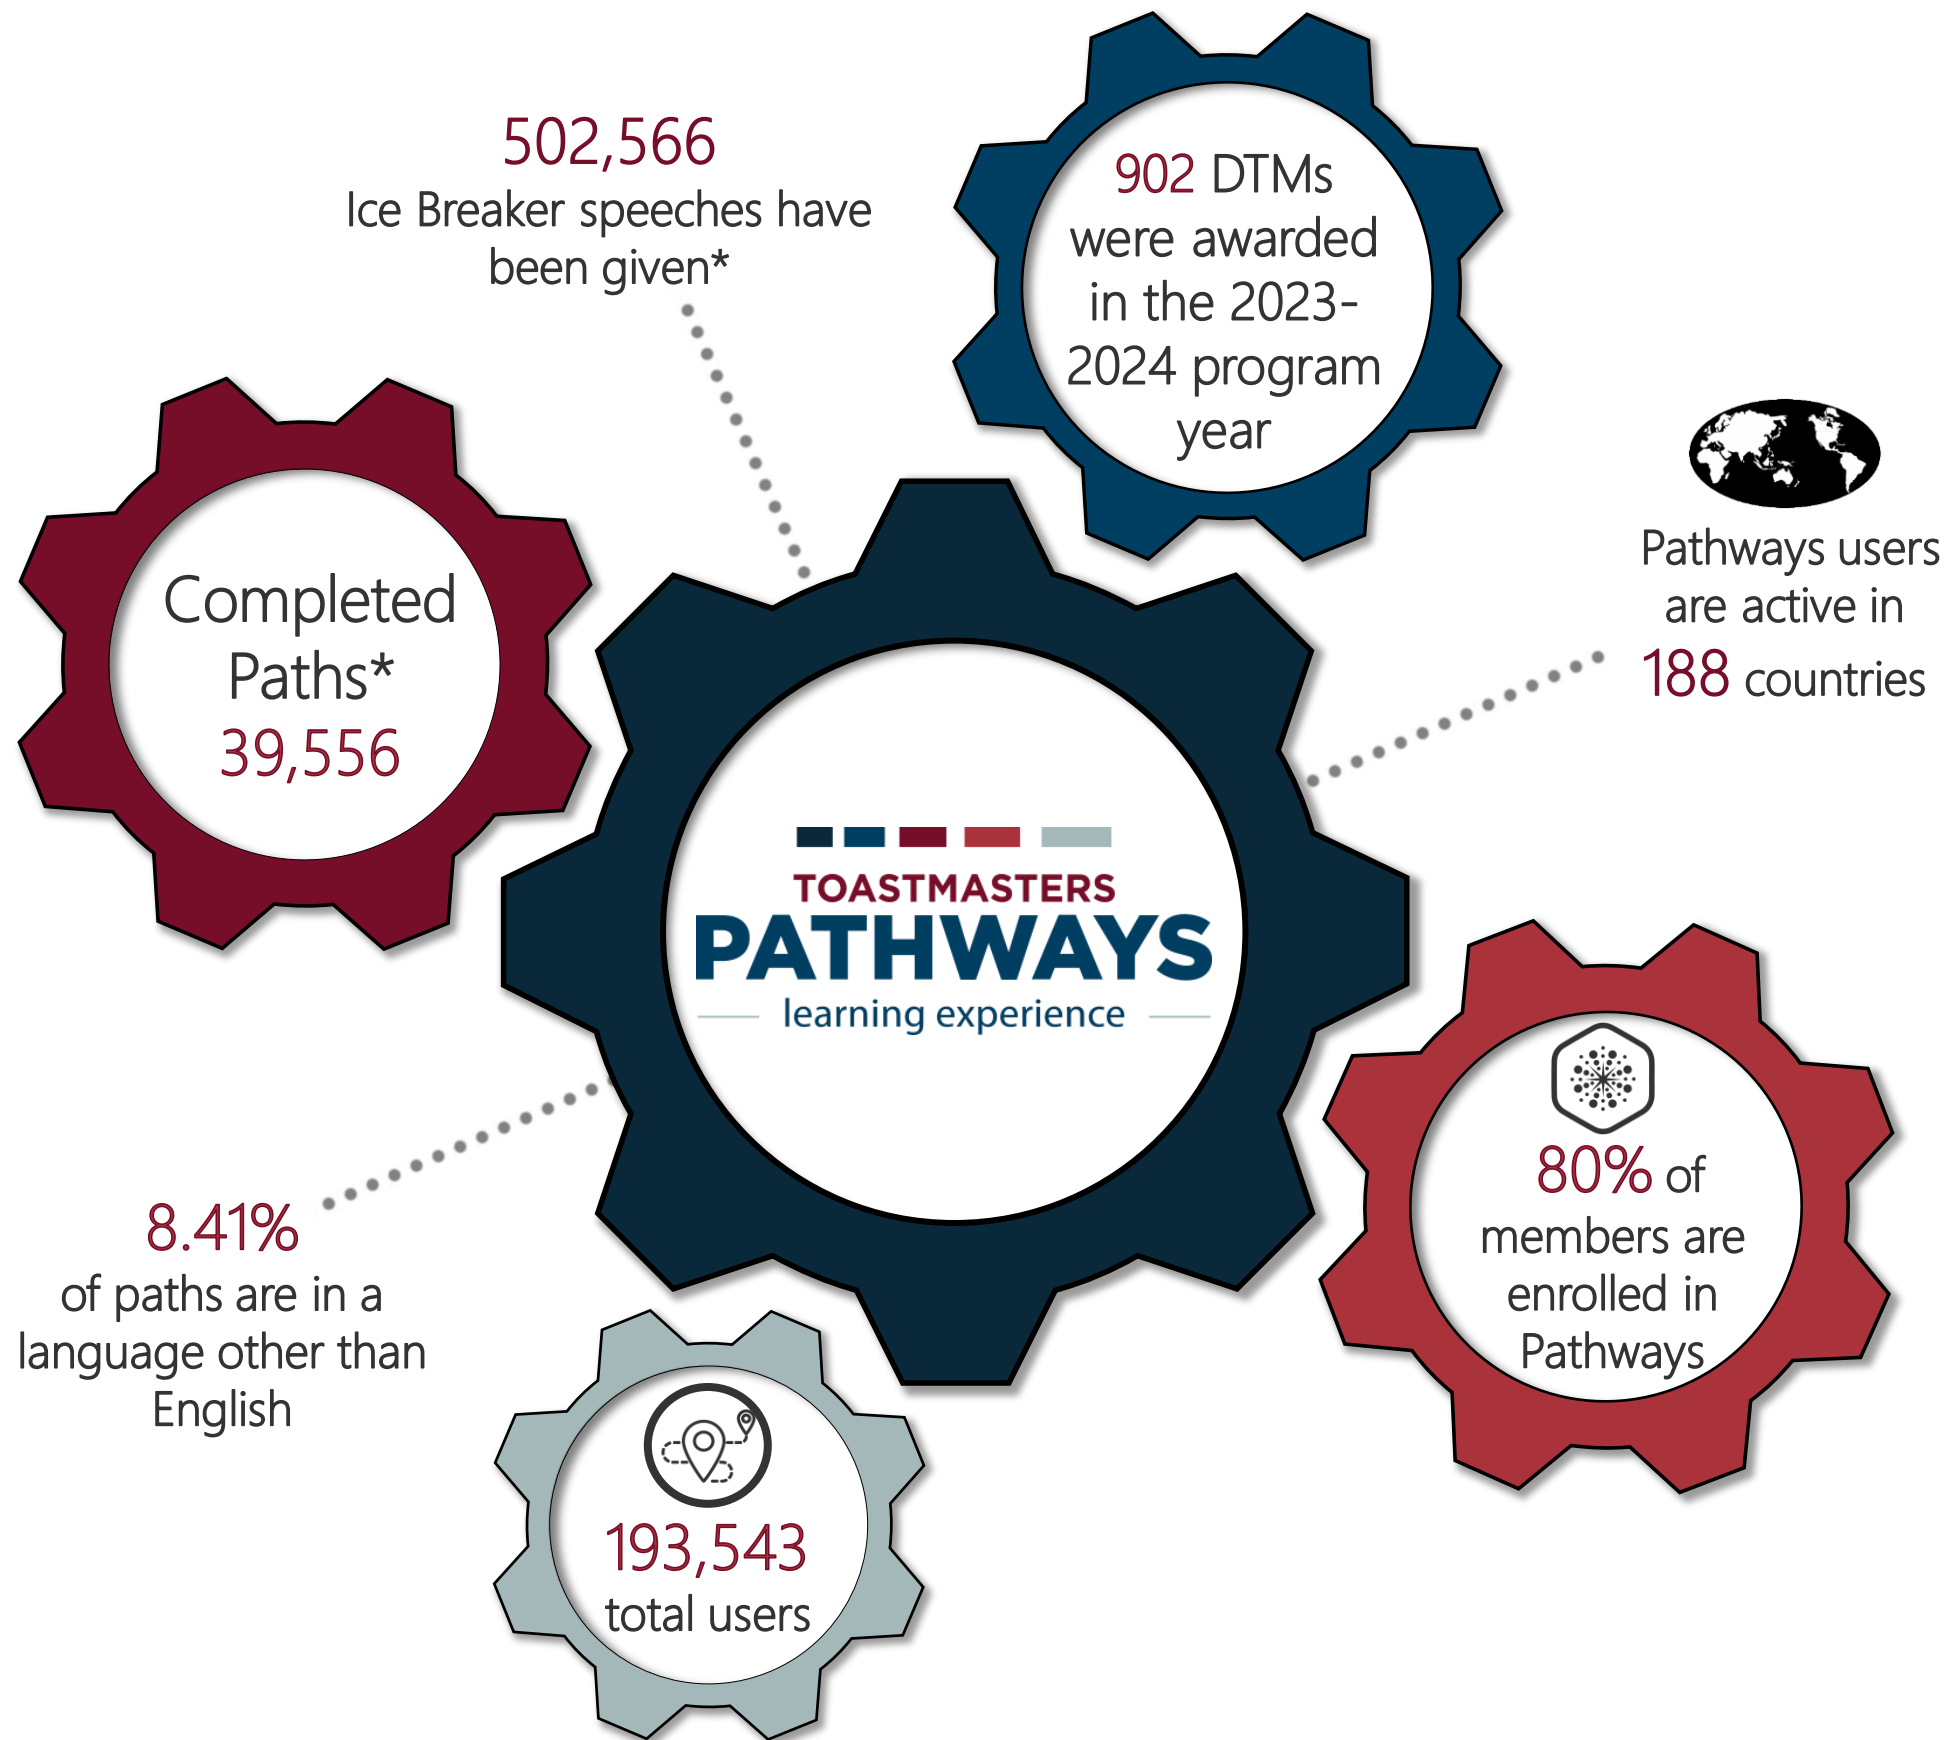 502,566
Ice Breaker speeches have
been given*
902 DTMs
were awarded
in the 2023-
2024 program
year
Pathways users
are active in
188 countries
Completed
Paths*
39,556
TOASTMASTERS
PATHWAYS
learning experience
80% of
members are
enrolled in
Pathways
8.41%
of paths are in a
language other than
English
193,543
total users